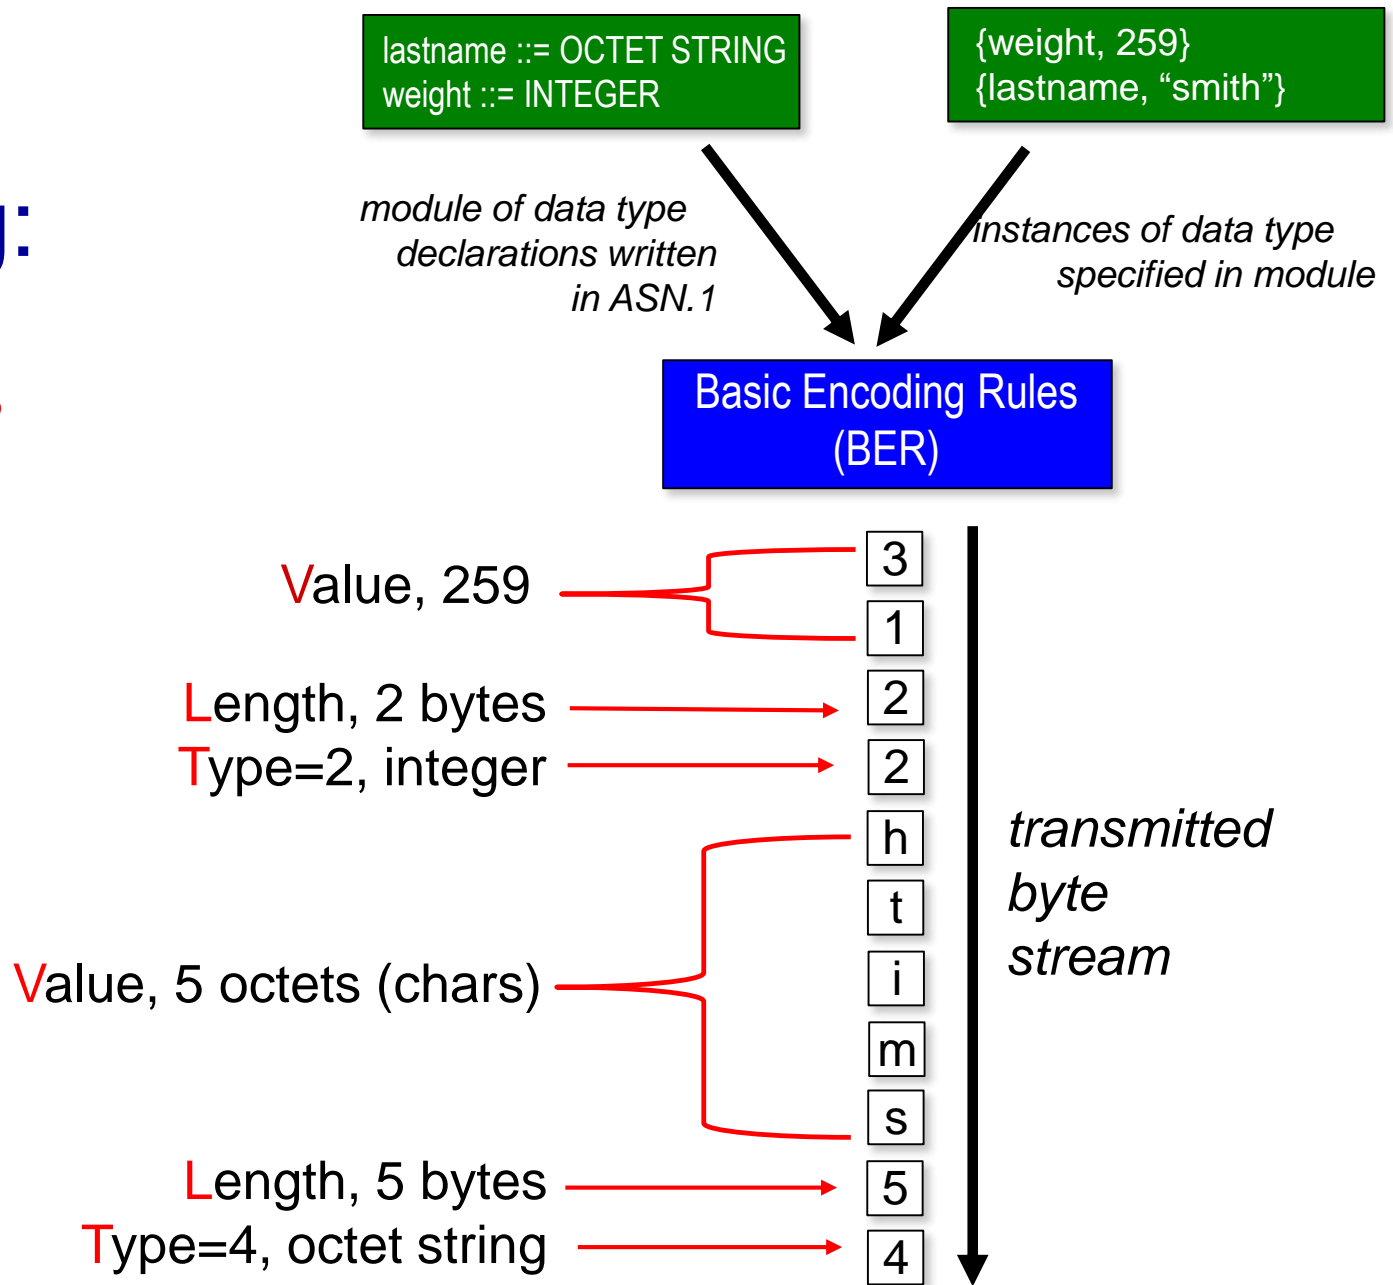 lastname ::= OCTET STRING
weight ::= INTEGER
{weight, 259}
{lastname, “smith”}
g:
module of data type
declarations written
in ASN.1
instances of data type
specified in module
Basic Encoding Rules
(BER)
Value, 259
3
1
Length, 2 bytes
2
Type=2, integer
2
h
t
i
m
s
Value, 5 octets (chars)
transmitted
byte
stream
Length, 5 bytes
5
Type=4, octet string
4